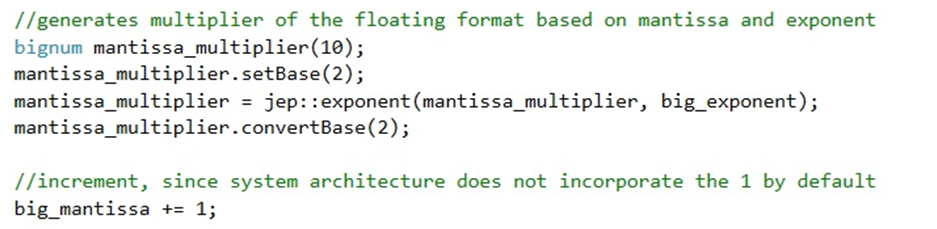 //generates multiplier of the floating format based on mantissa and exponent
bignum mantissa_multiplier(10);
mantissa_multiplier.setBase(2);
mantissa_multiplier = jep::exponent(mantissa_multiplier, big_exponent);
mantissa_multiplier.convertBase(2);
//increment, since system architecture does not incorporate the 1 by default
big_mantissa += 1;